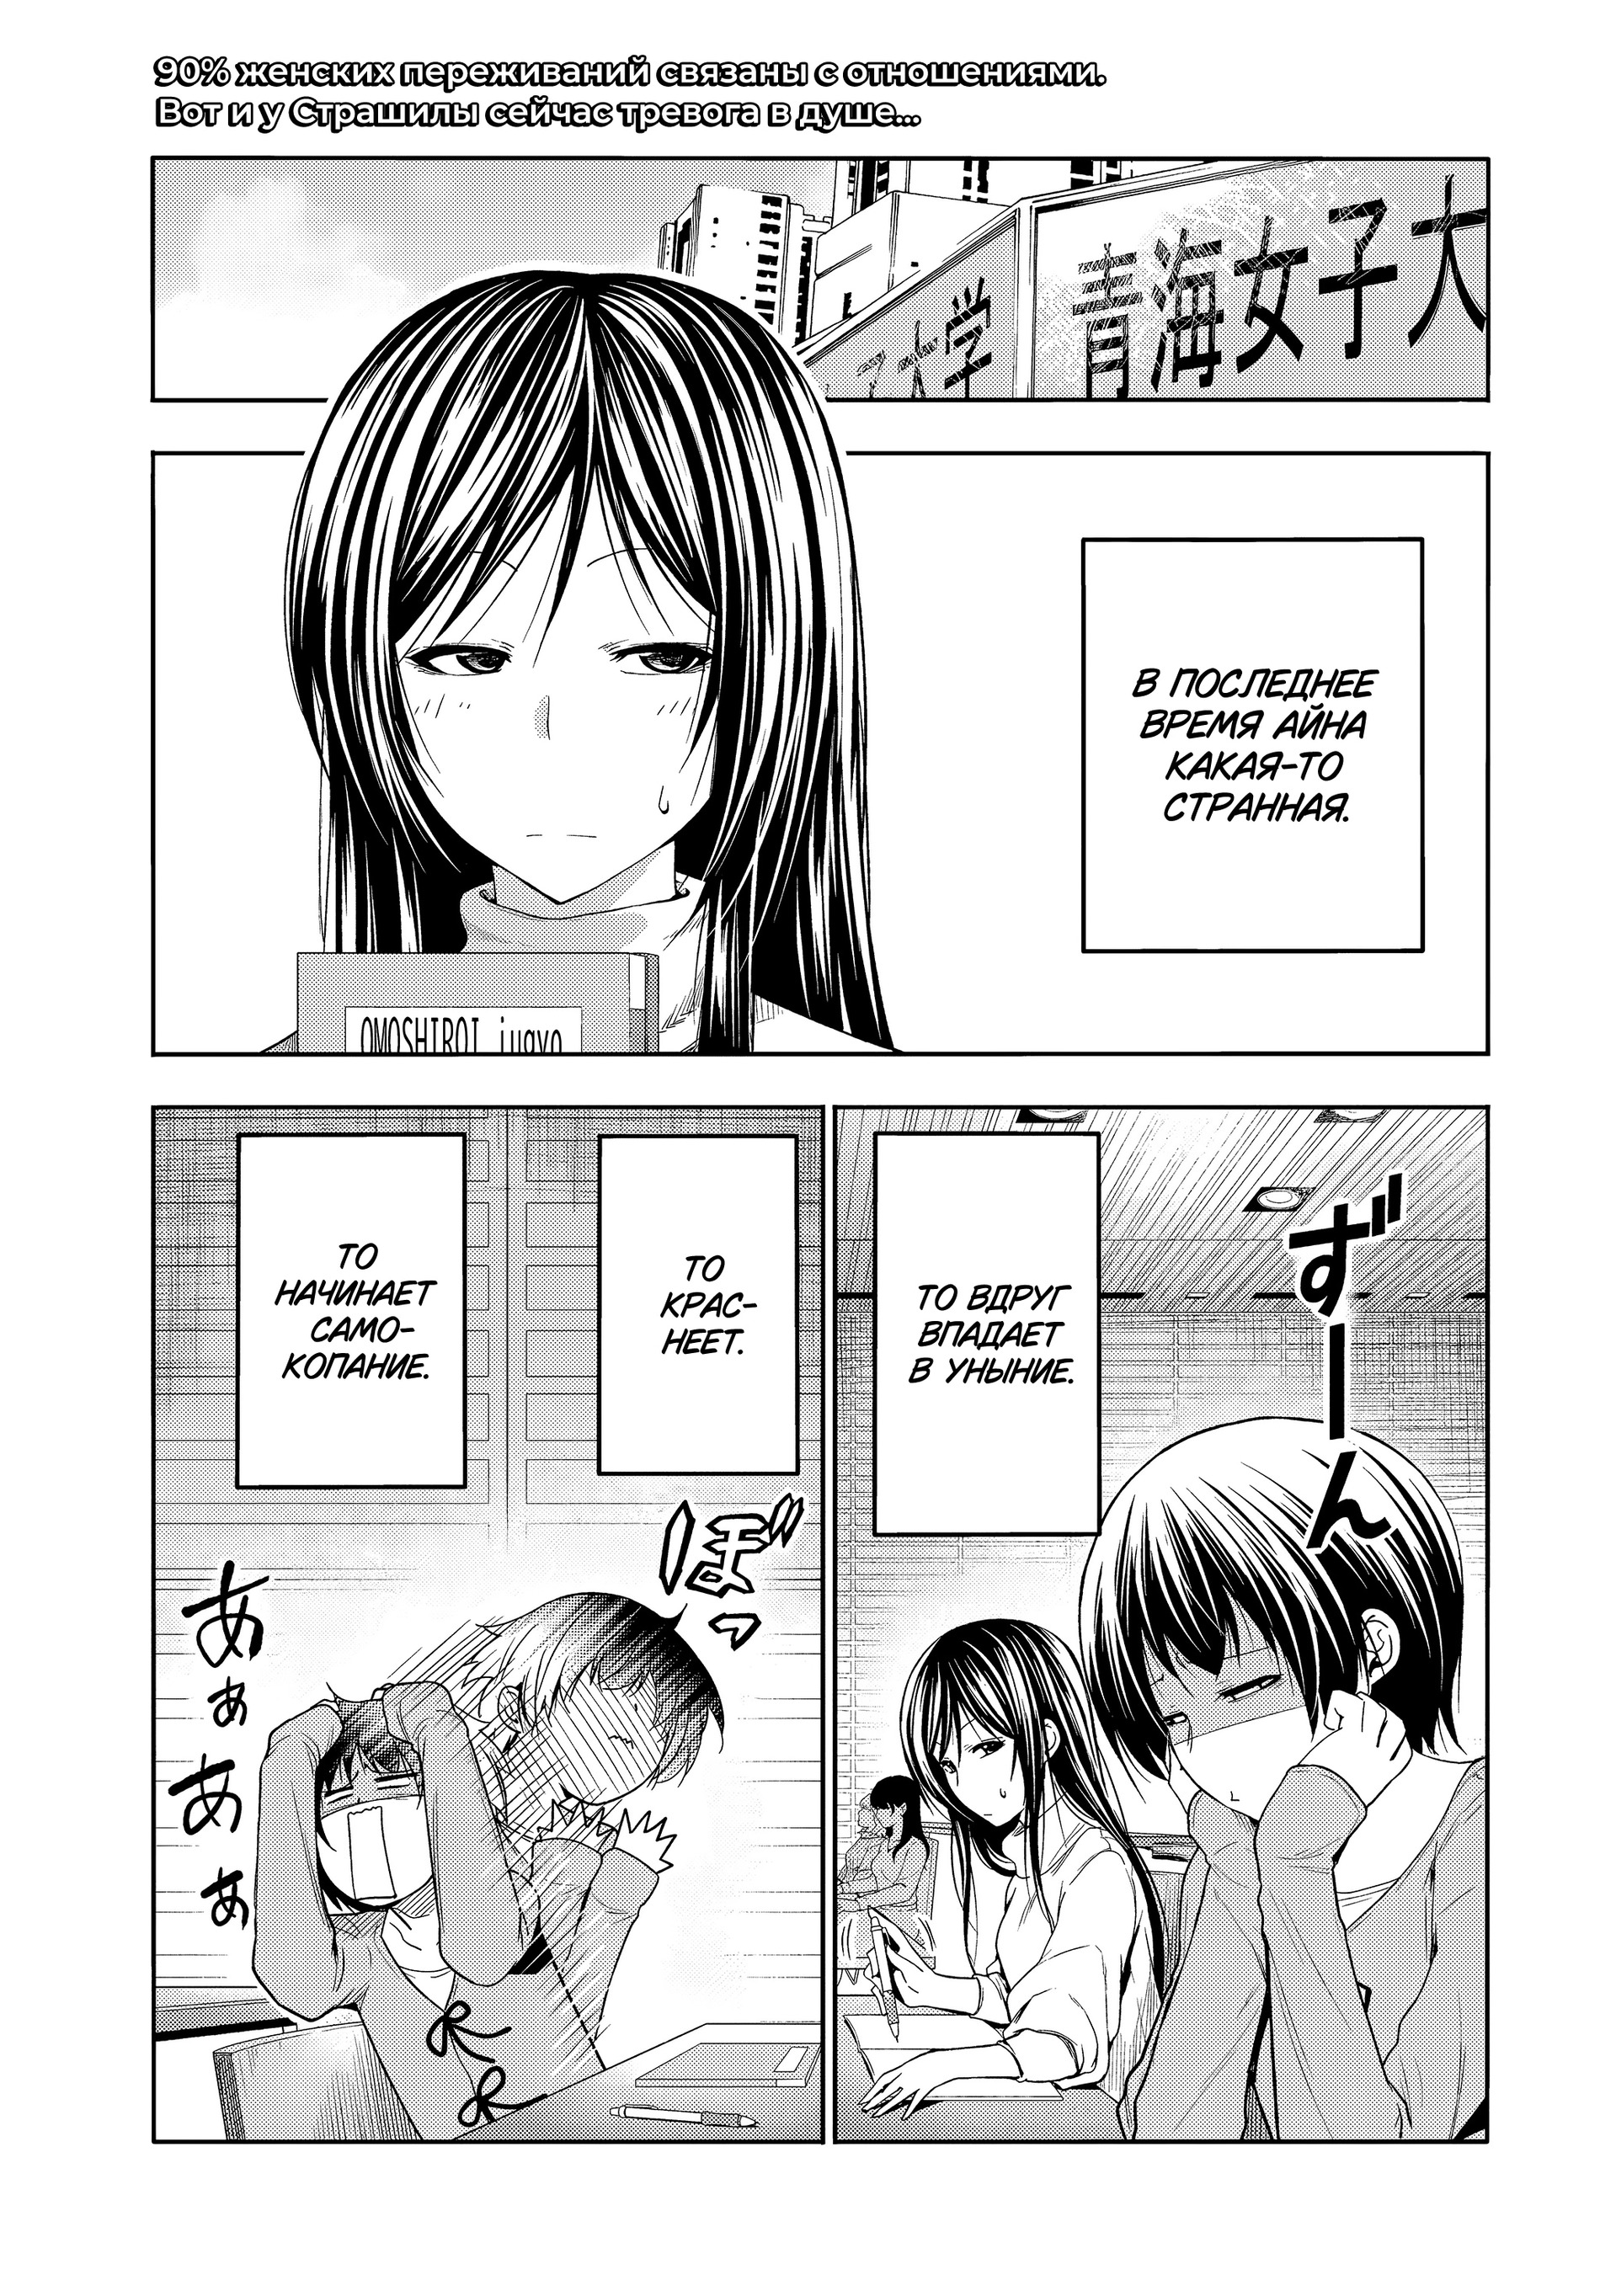 90% женских переживаний связаны с отношениями.
Вот и у Страшилы сейчас тревога в душе...
青海女子大
大学
В ПОСЛЕДНЕЕ
ВРЕМЯ АЙНА
КАКАЯ-ТО
СТРАННАЯ.
OMOSHIROI jugyo
ずーん
ТО ВДРУГ
ВПАДАЕТ
В УНЫНИЕ.
ТО
КРАС-
НЕЕТ.
ぼっ
ТО
НАЧИНАЕТ
САМО-
КОПАНИЕ.
あぁあぁあ